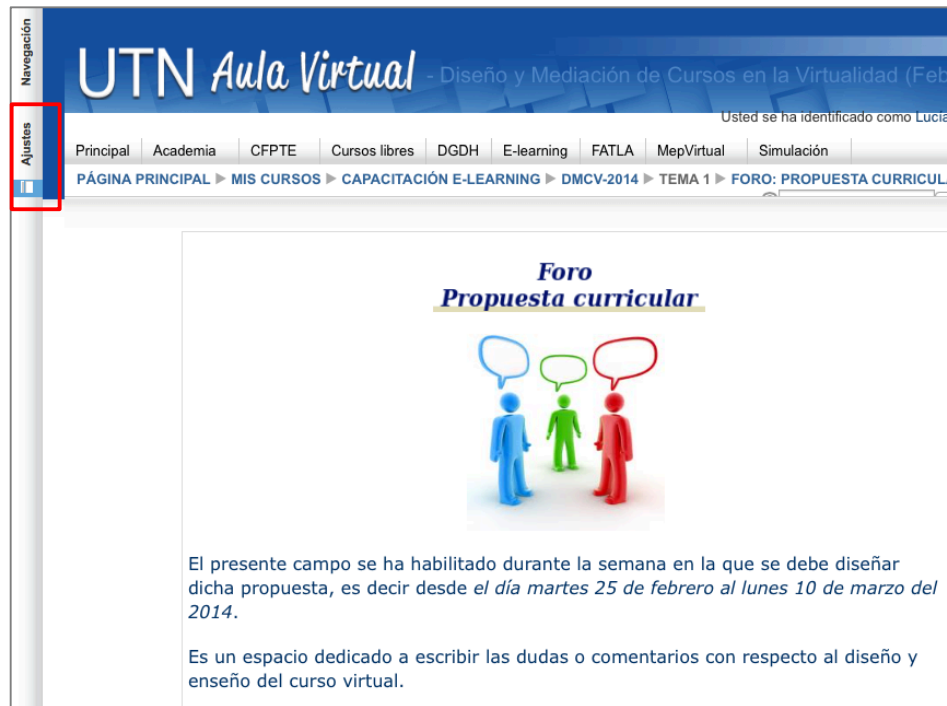 Navegación
Ajustes
UTN Aula Virtual - Diseño y Mediación de Cursos en la Virtualidad (Feb
Usted se ha identificado como Lucía
Principal Academia CFPTE Cursos libres DGDH E-learning FATLA MepVirtual Simulación
PÁGINA PRINCIPAL ▶ MIS CURSOS ▶ CAPACITACIÓN E-LEARNING ▶ DMCV-2014 ▶ TEMA 1 ▶ FORO: PROPUESTA CURRICUL
Foro
Propuesta curricular
El presente campo se ha habilitado durante la semana en la que se debe diseñar
dicha propuesta, es decir desde el día martes 25 de febrero al lunes 10 de marzo del
2014.
Es un espacio dedicado a escribir las dudas o comentarios con respecto al diseño y
enseño del curso virtual.